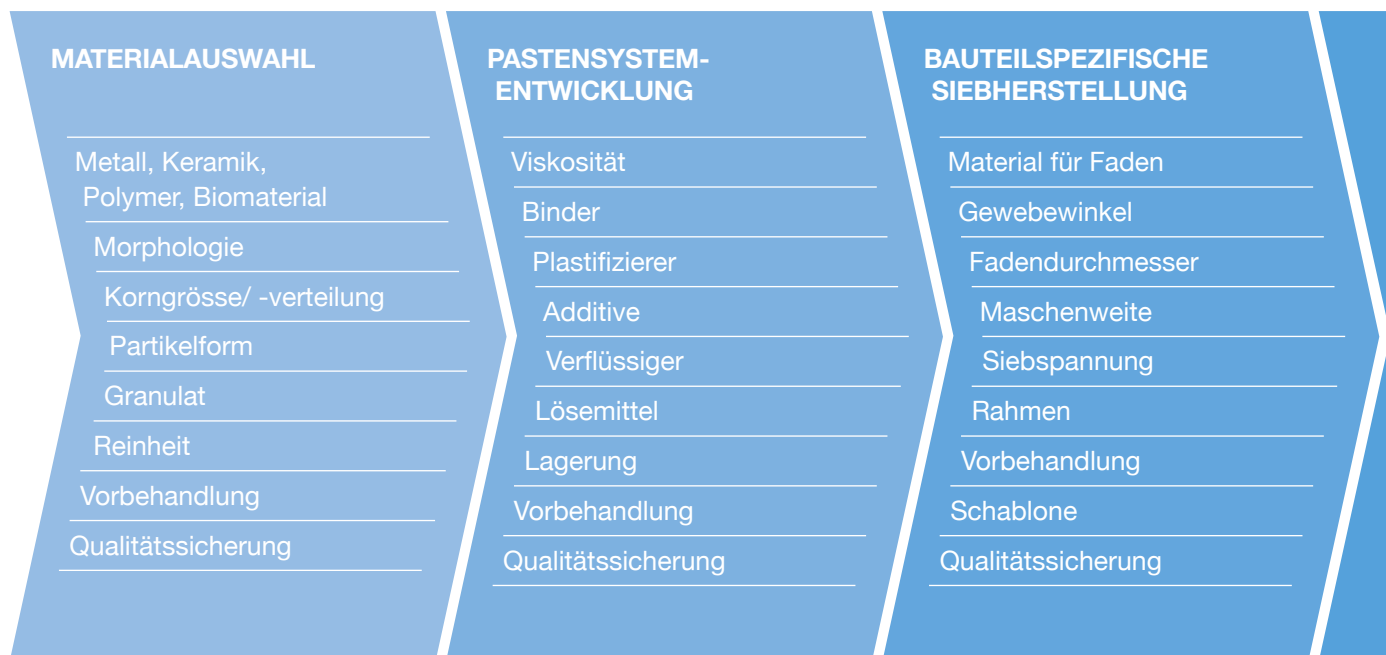 MATERIALAUSWAHL
Metall, Keramik,
Polymer, Biomaterial
Morphologie
Korngrösse/ -verteilung
Partikelform
Granulat
Reinheit
Vorbehandlung
Qualitätssicherung
PASTENSYSTEM-
ENTWICKLUNG
Viskosität
Binder
Plastifizierer
Additive
Verflüssiger
Lösemittel
Lagerung
Vorbehandlung
Qualitätssicherung
BAUTEILSPEZIFISCHE
SIEBHERSTELLUNG
Material für Faden
Gewebewinkel
Fadendurchmesser
Maschenweite
Siebspannung
Rahmen
Vorbehandlung
Schablone
Qualitätssicherung